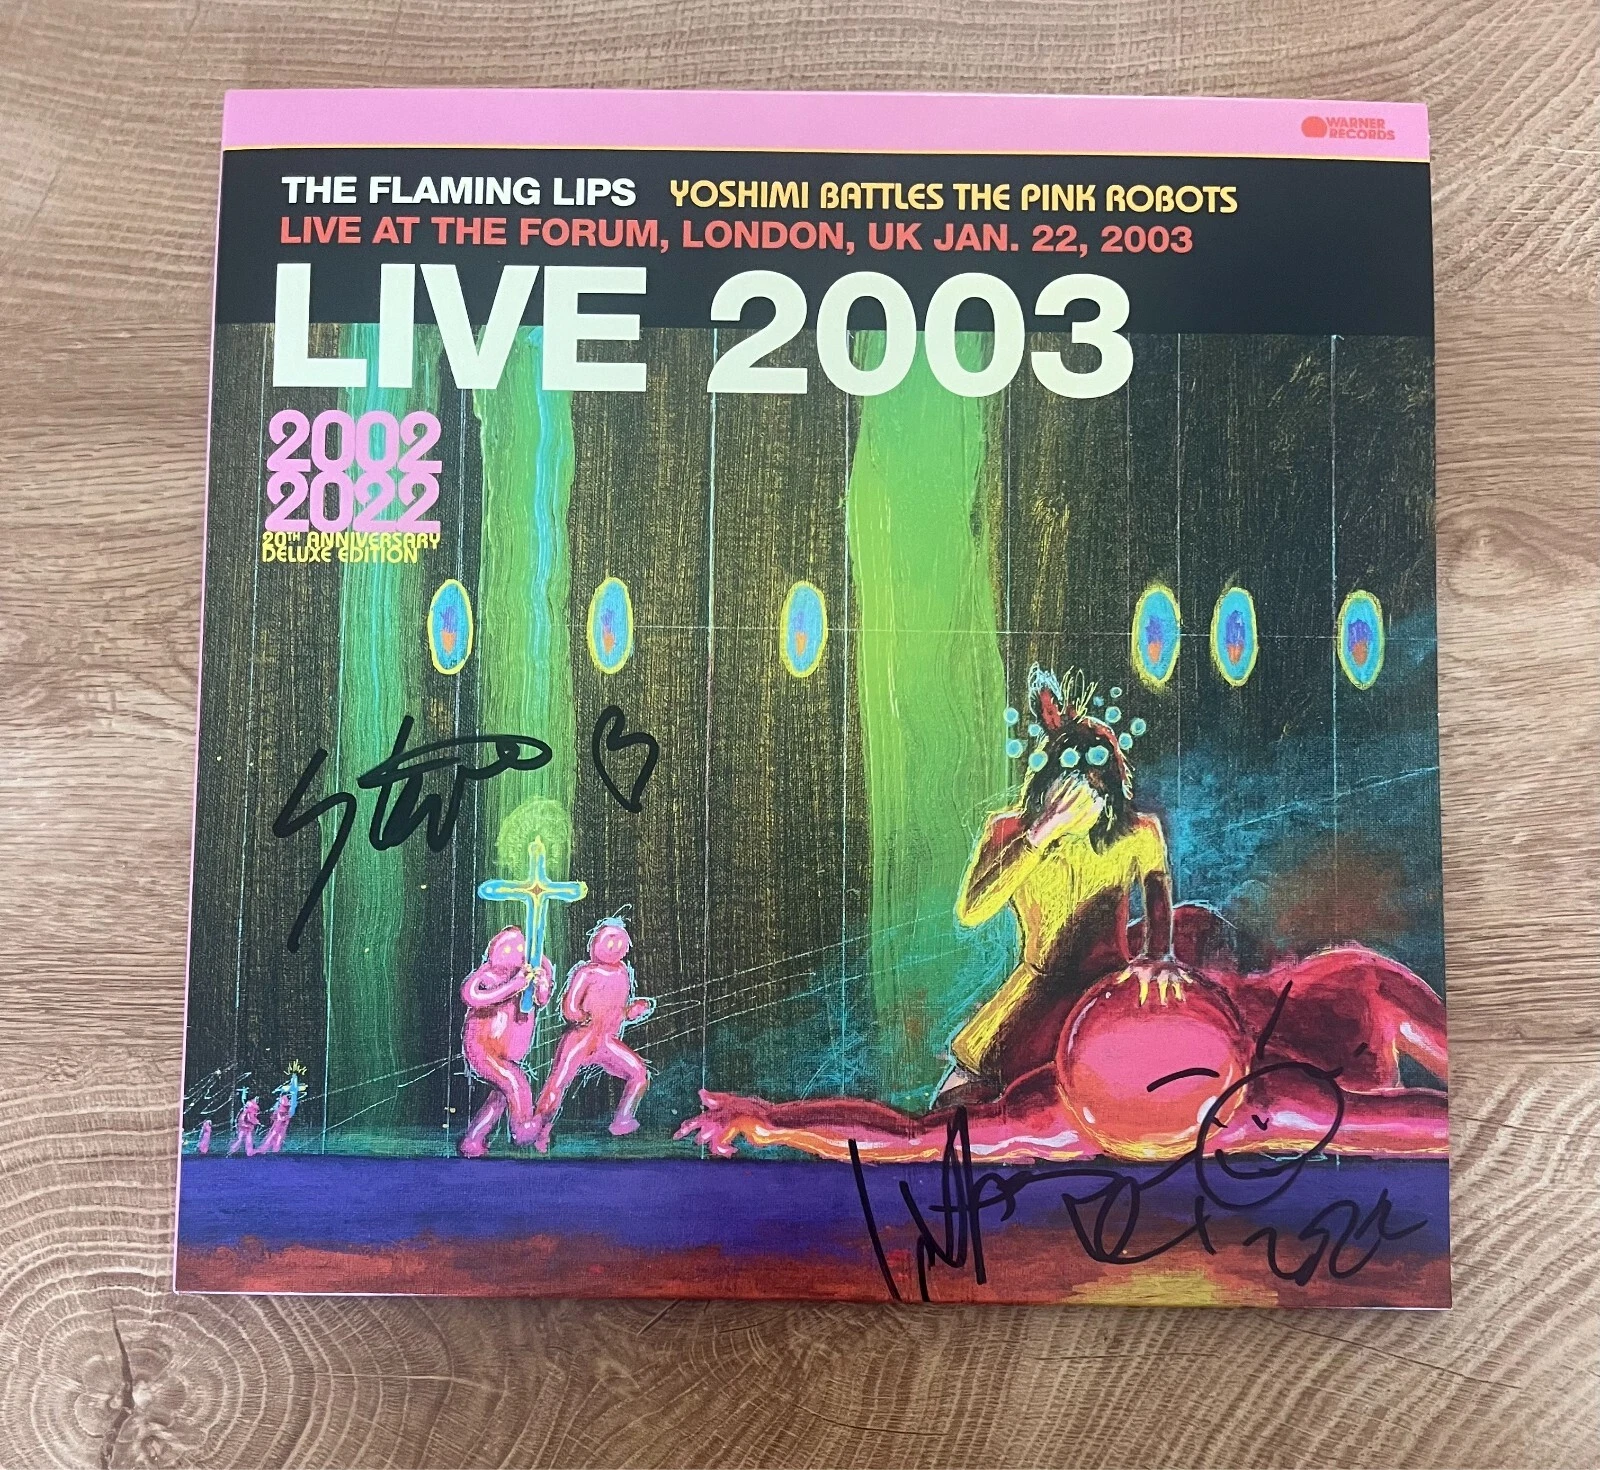 WARNER
RECORDS
THE FLAMING LIPS YOSHIMI BATTLES THE PINK ROBOTS
LIVE AT THE FORUM, LONDON, UK JAN. 22, 2003
LIVE 2003
2002
2022
20TH ANNIVERSARY
DELUXE EDITION